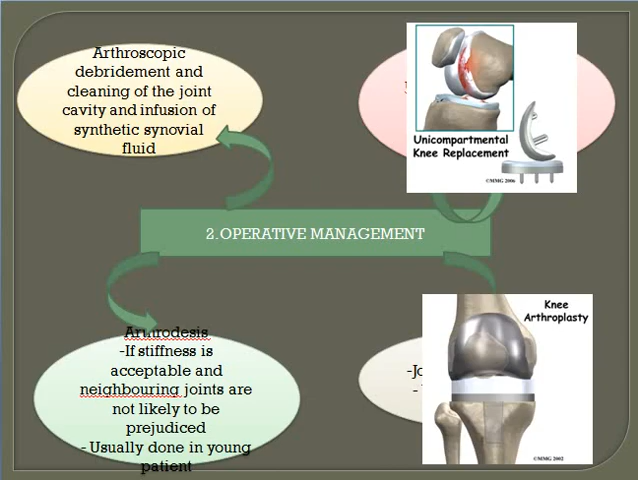 Arthroscopic
debridement and
cleaning of the joint
cavity and infusion of
synthetic synovial
fluid
Unicompartmental
Knee Replacement
©MMG 2006
2.OPERATIVE MANAGEMENT
Arthrodesis
-If stiffness is
acceptable and
neighbouring joints are
not likely to be
prejudiced
- Usually done in young
patient
Knee
Arthroplasty
©MMG 2002